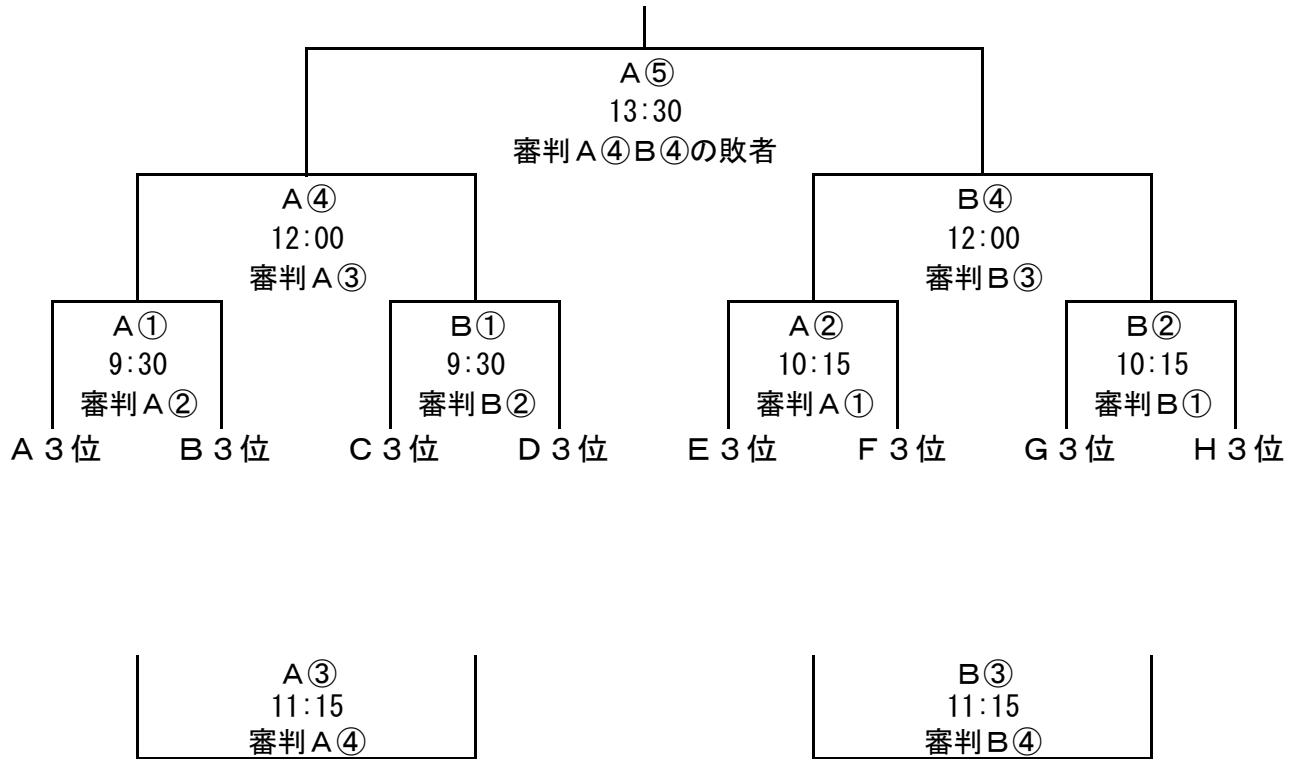 Ａ⑤
13:30
審判Ａ④Ｂ④の敗者
Ａ④
12:00
審判Ａ③
Ｂ④
12:00
審判Ｂ③
Ａ①
9:30
審判Ａ②
Ｂ①
9:30
審判Ｂ②
Ａ②
10:15
審判Ａ①
Ｂ②
10:15
審判Ｂ①
Ａ３位
Ｂ３位
Ｃ３位
Ｄ３位
Ｅ３位
Ｆ３位
Ｇ３位
Ｈ３位
Ａ③
11:15
審判Ａ④
Ｂ③
11:15
審判Ｂ④